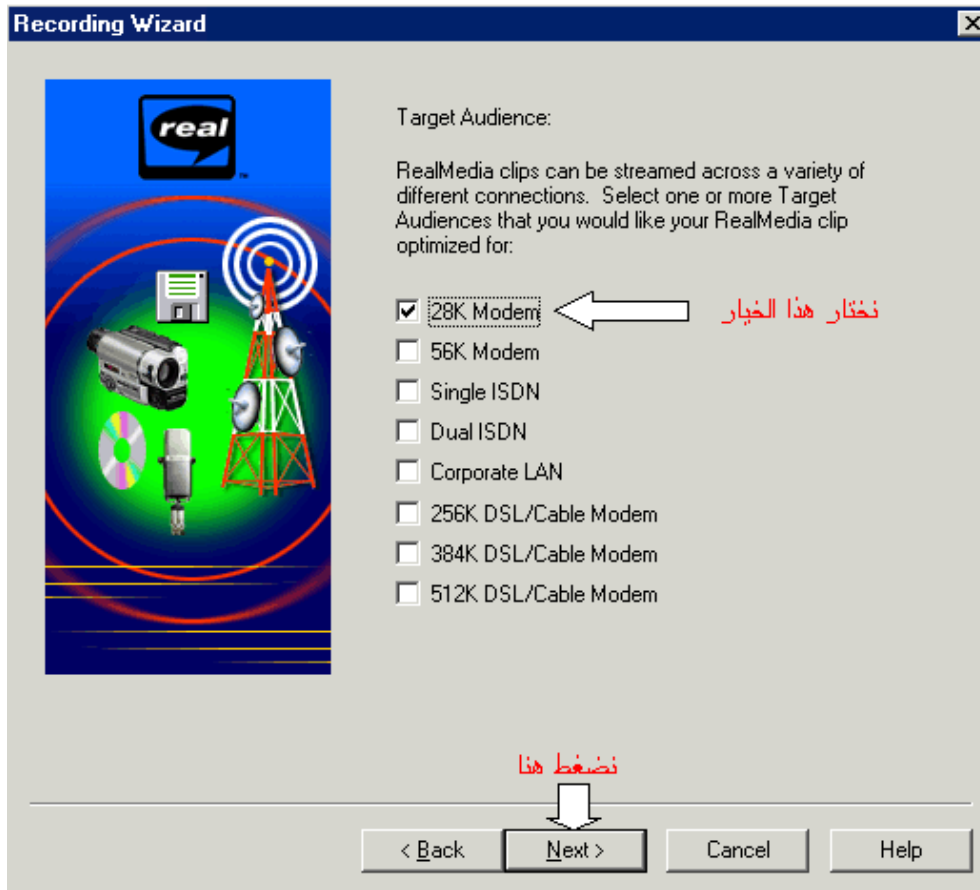 Recording Wizard
real
Target Audience:
RealMedia clips can be streamed across a variety of
different connections. Select one or more Target
Audiences that you would like your RealMedia clip
optimized for:
28K Modem
نختار هذا الخيار
56K Modem
Single ISDN
Dual ISDN
Corporate LAN
256K DSL/Cable Modem
384K DSL/Cable Modem
512K DSL/Cable Modem
نضغط هنا
< Back
Next >
Cancel
Help